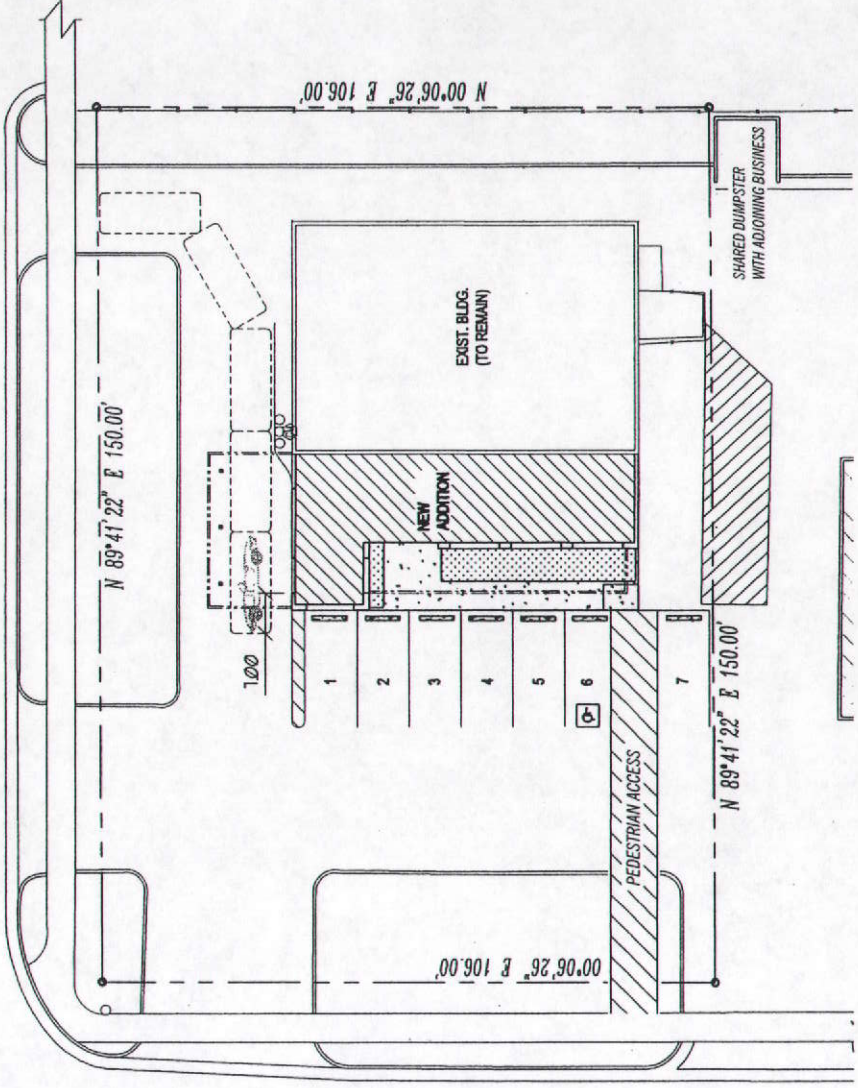 N 00°06'26" E 106.00'
SHARED DUMPSTER
WITH ADJOINING BUSINESS
EXIST. BLDG.
(TO REMAIN)
N 89°41'22" E 150.00'
NEW
ADDITION
100
1
2
3
4
5
6
7
N 89°41'22" E 150.00'
PEDESTRIAN ACCESS
00°06'26" E 106.00'